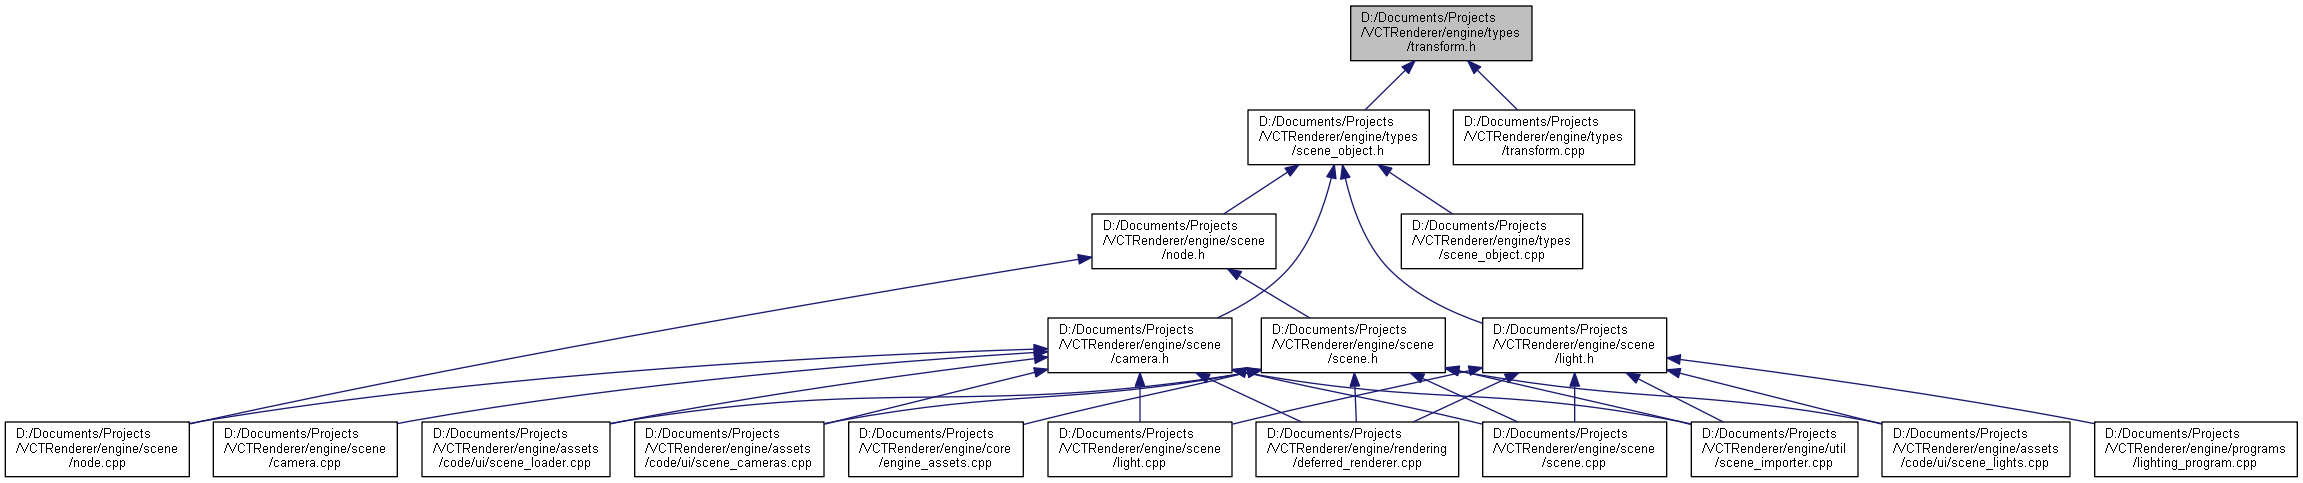 D:/Documents/Projects
/VCTRenderer/engine/types
/transform.h
D:/Documents/Projects
/VCTRenderer/engine/types
/scene_object.h
D:/Documents/Projects
/VCTRenderer/engine/types
/transform.cpp
D:/Documents/Projects
/VCTRenderer/engine/scene
/node.h
D:/Documents/Projects
/VCTRenderer/engine/types
/scene_object.cpp
D:/Documents/Projects
/VCTRenderer/engine/scene
/camera.h
D:/Documents/Projects
/VCTRenderer/engine/scene
/scene.h
D:/Documents/Projects
/VCTRenderer/engine/scene
/light.h
D:/Documents/Projects
/VCTRenderer/engine/scene
/node.cpp
D:/Documents/Projects
/VCTRenderer/engine/scene
/camera.cpp
D:/Documents/Projects
/VCTRenderer/engine/assets
/code/ui/scene_loader.cpp
D:/Documents/Projects
/VCTRenderer/engine/assets
/code/ui/scene_cameras.cpp
D:/Documents/Projects
/VCTRenderer/engine/core
/engine_assets.cpp
D:/Documents/Projects
/VCTRenderer/engine/scene
/light.cpp
D:/Documents/Projects
/VCTRenderer/engine/rendering
/deferred_renderer.cpp
D:/Documents/Projects
/VCTRenderer/engine/scene
/scene.cpp
D:/Documents/Projects
/VCTRenderer/engine/util
/scene_importer.cpp
D:/Documents/Projects
/VCTRenderer/engine/assets
/code/ui/scene_lights.cpp
D:/Documents/Projects
/VCTRenderer/engine/programs
/lighting_program.cpp